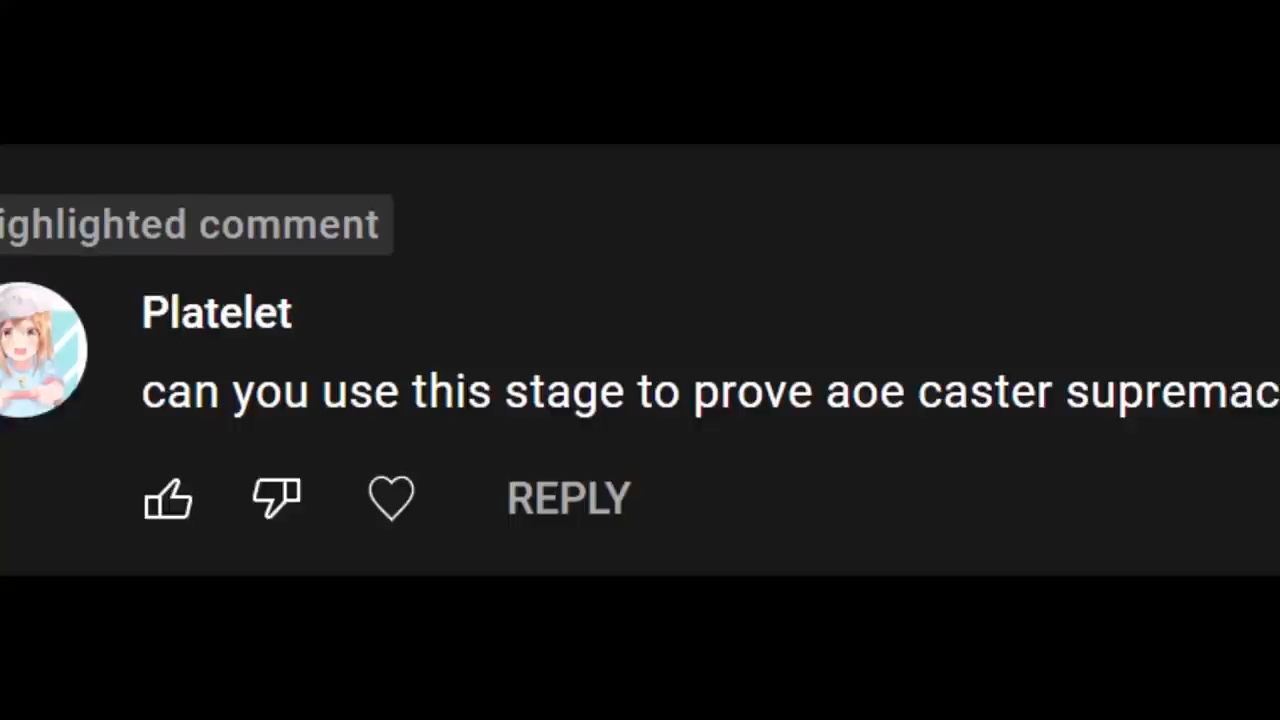 ighlighted comment
Platelet
can you use this stage to prove aoe caster supremac
REPLY